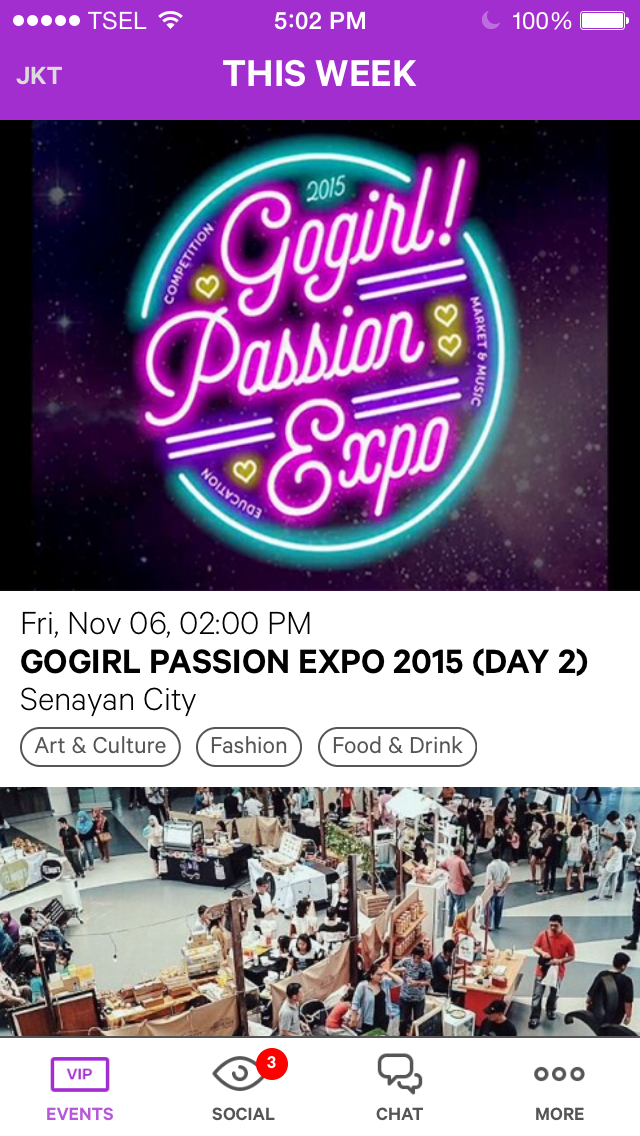 TSEL 5:02 PM 100%
JKT THIS WEEK
2015
Gogirl!
COMPETITION
Passion
MARKET & MUSIC
Expo
EDUCATION
Fri, Nov 06, 02:00 PM
GOGIRL PASSION EXPO 2015 (DAY 2)
Senayan City
Art & Culture Fashion Food & Drink
VIP 3
EVENTS SOCIAL CHAT MORE